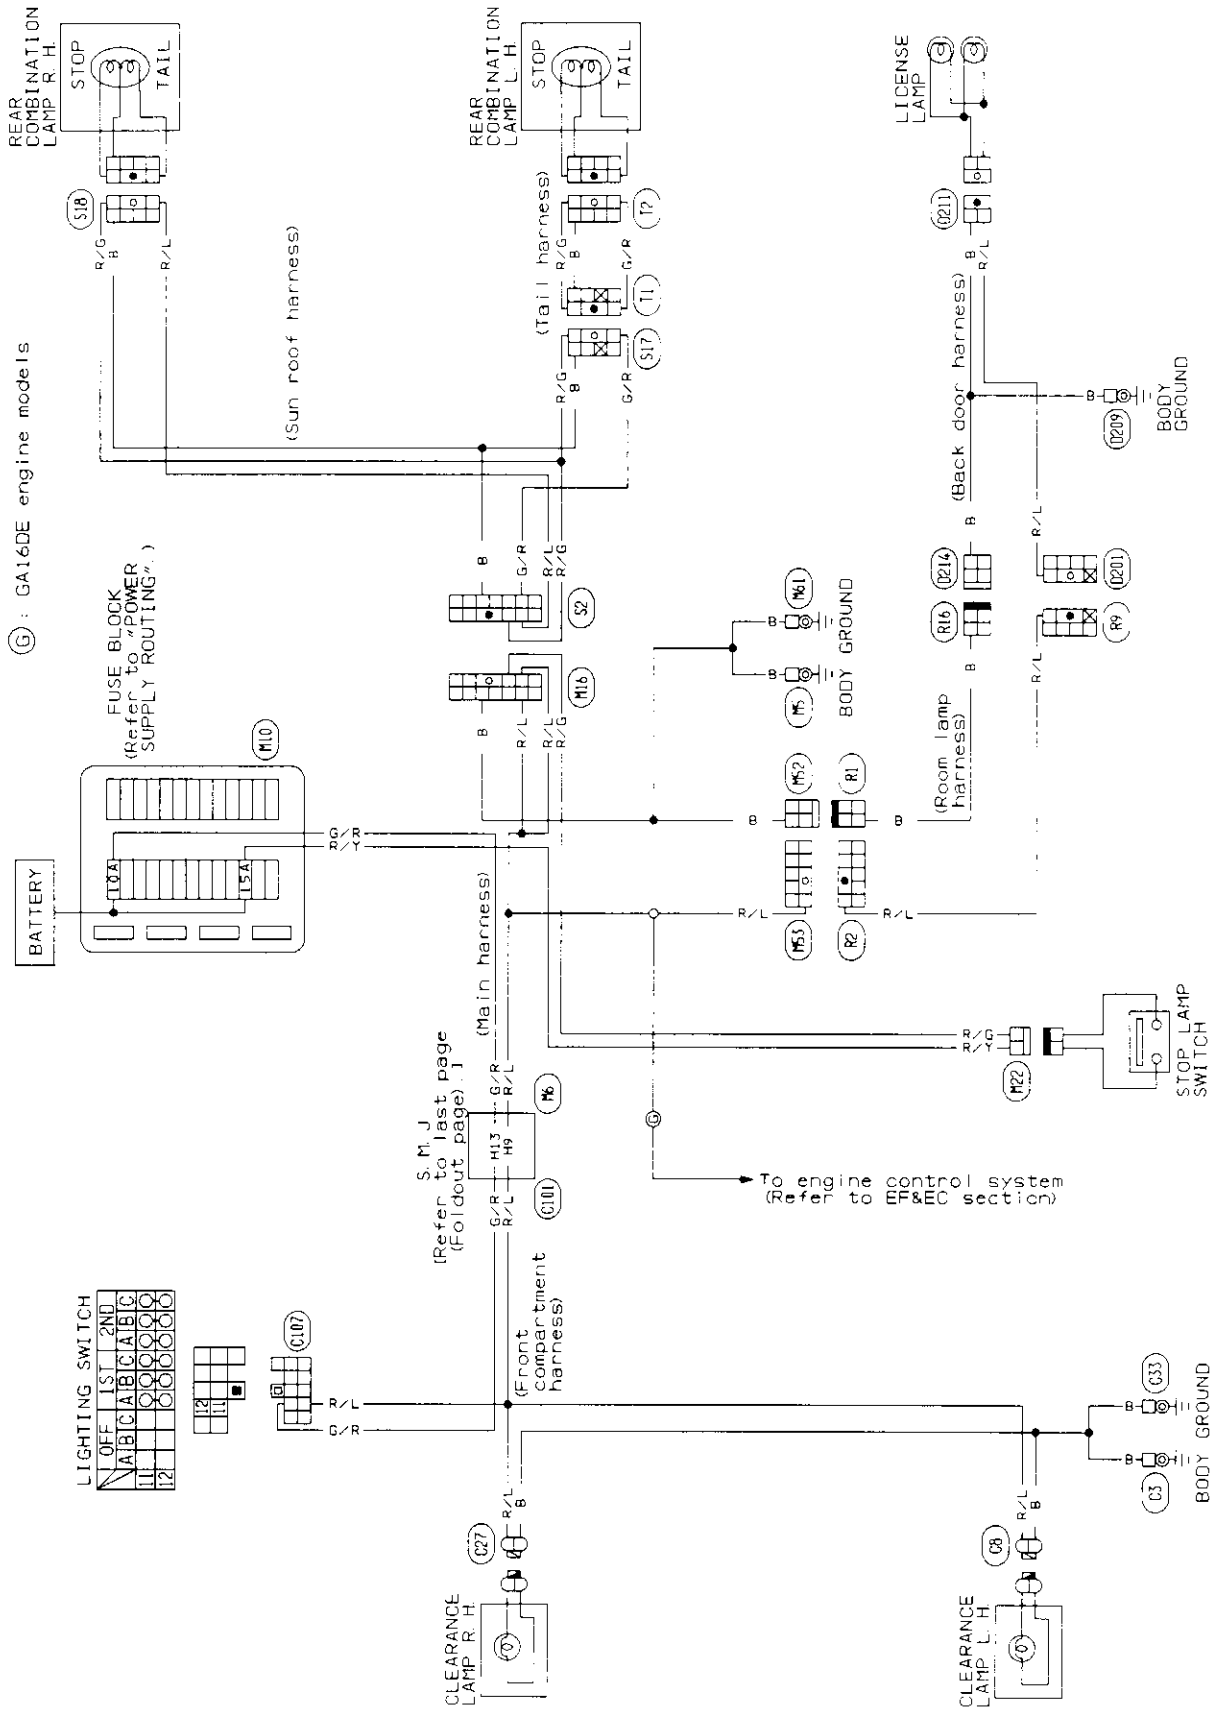 REAR
COMBINATION
LAMP R. H.
STOP
TAIL
S18
R/G
B
R/L
(Sun roof harness)
REAR
COMBINATION
LAMP L. H.
STOP
TAIL
T2
R/G
B
G/R
(Tail harness)
T1
S17
R/G
B
G/R
LICENSE
LAMP
D211
B
R/L
(Back door harness)
B
D209
BODY
GROUND
B
R/L
D214
D201
R16
R9
B
R/L
(Room lamp
harness)
G : GA16DE engine models
FUSE BLOCK
(Refer to "POWER
SUPPLY ROUTING".)
M10
BATTERY
10A
15A
G/R
R/Y
B
G/R
R/L
R/G
S2
M16
B
R/L
R/L
R/G
B
M61
B
M5
BODY GROUND
M52
R1
B
B
M53
R2
R/L
R/L
(Main harness)
R/G
R/Y
M22
STOP LAMP
SWITCH
S. M. J
[Refer to last page
(Foldout page).]
G/R
R/L
M6
H13
H9
C101
G/R
R/L
G
To engine control system
(Refer to EF&EC section)
LIGHTING SWITCH
OFF 1ST 2ND
A B C A B C A B C
11
12
12
11
C107
R/L
G/R
(Front
compartment
harness)
R/L
B
C27
CLEARANCE
LAMP R. H.
R/L
B
C8
CLEARANCE
LAMP L. H.
B
C33
B
C3
BODY GROUND